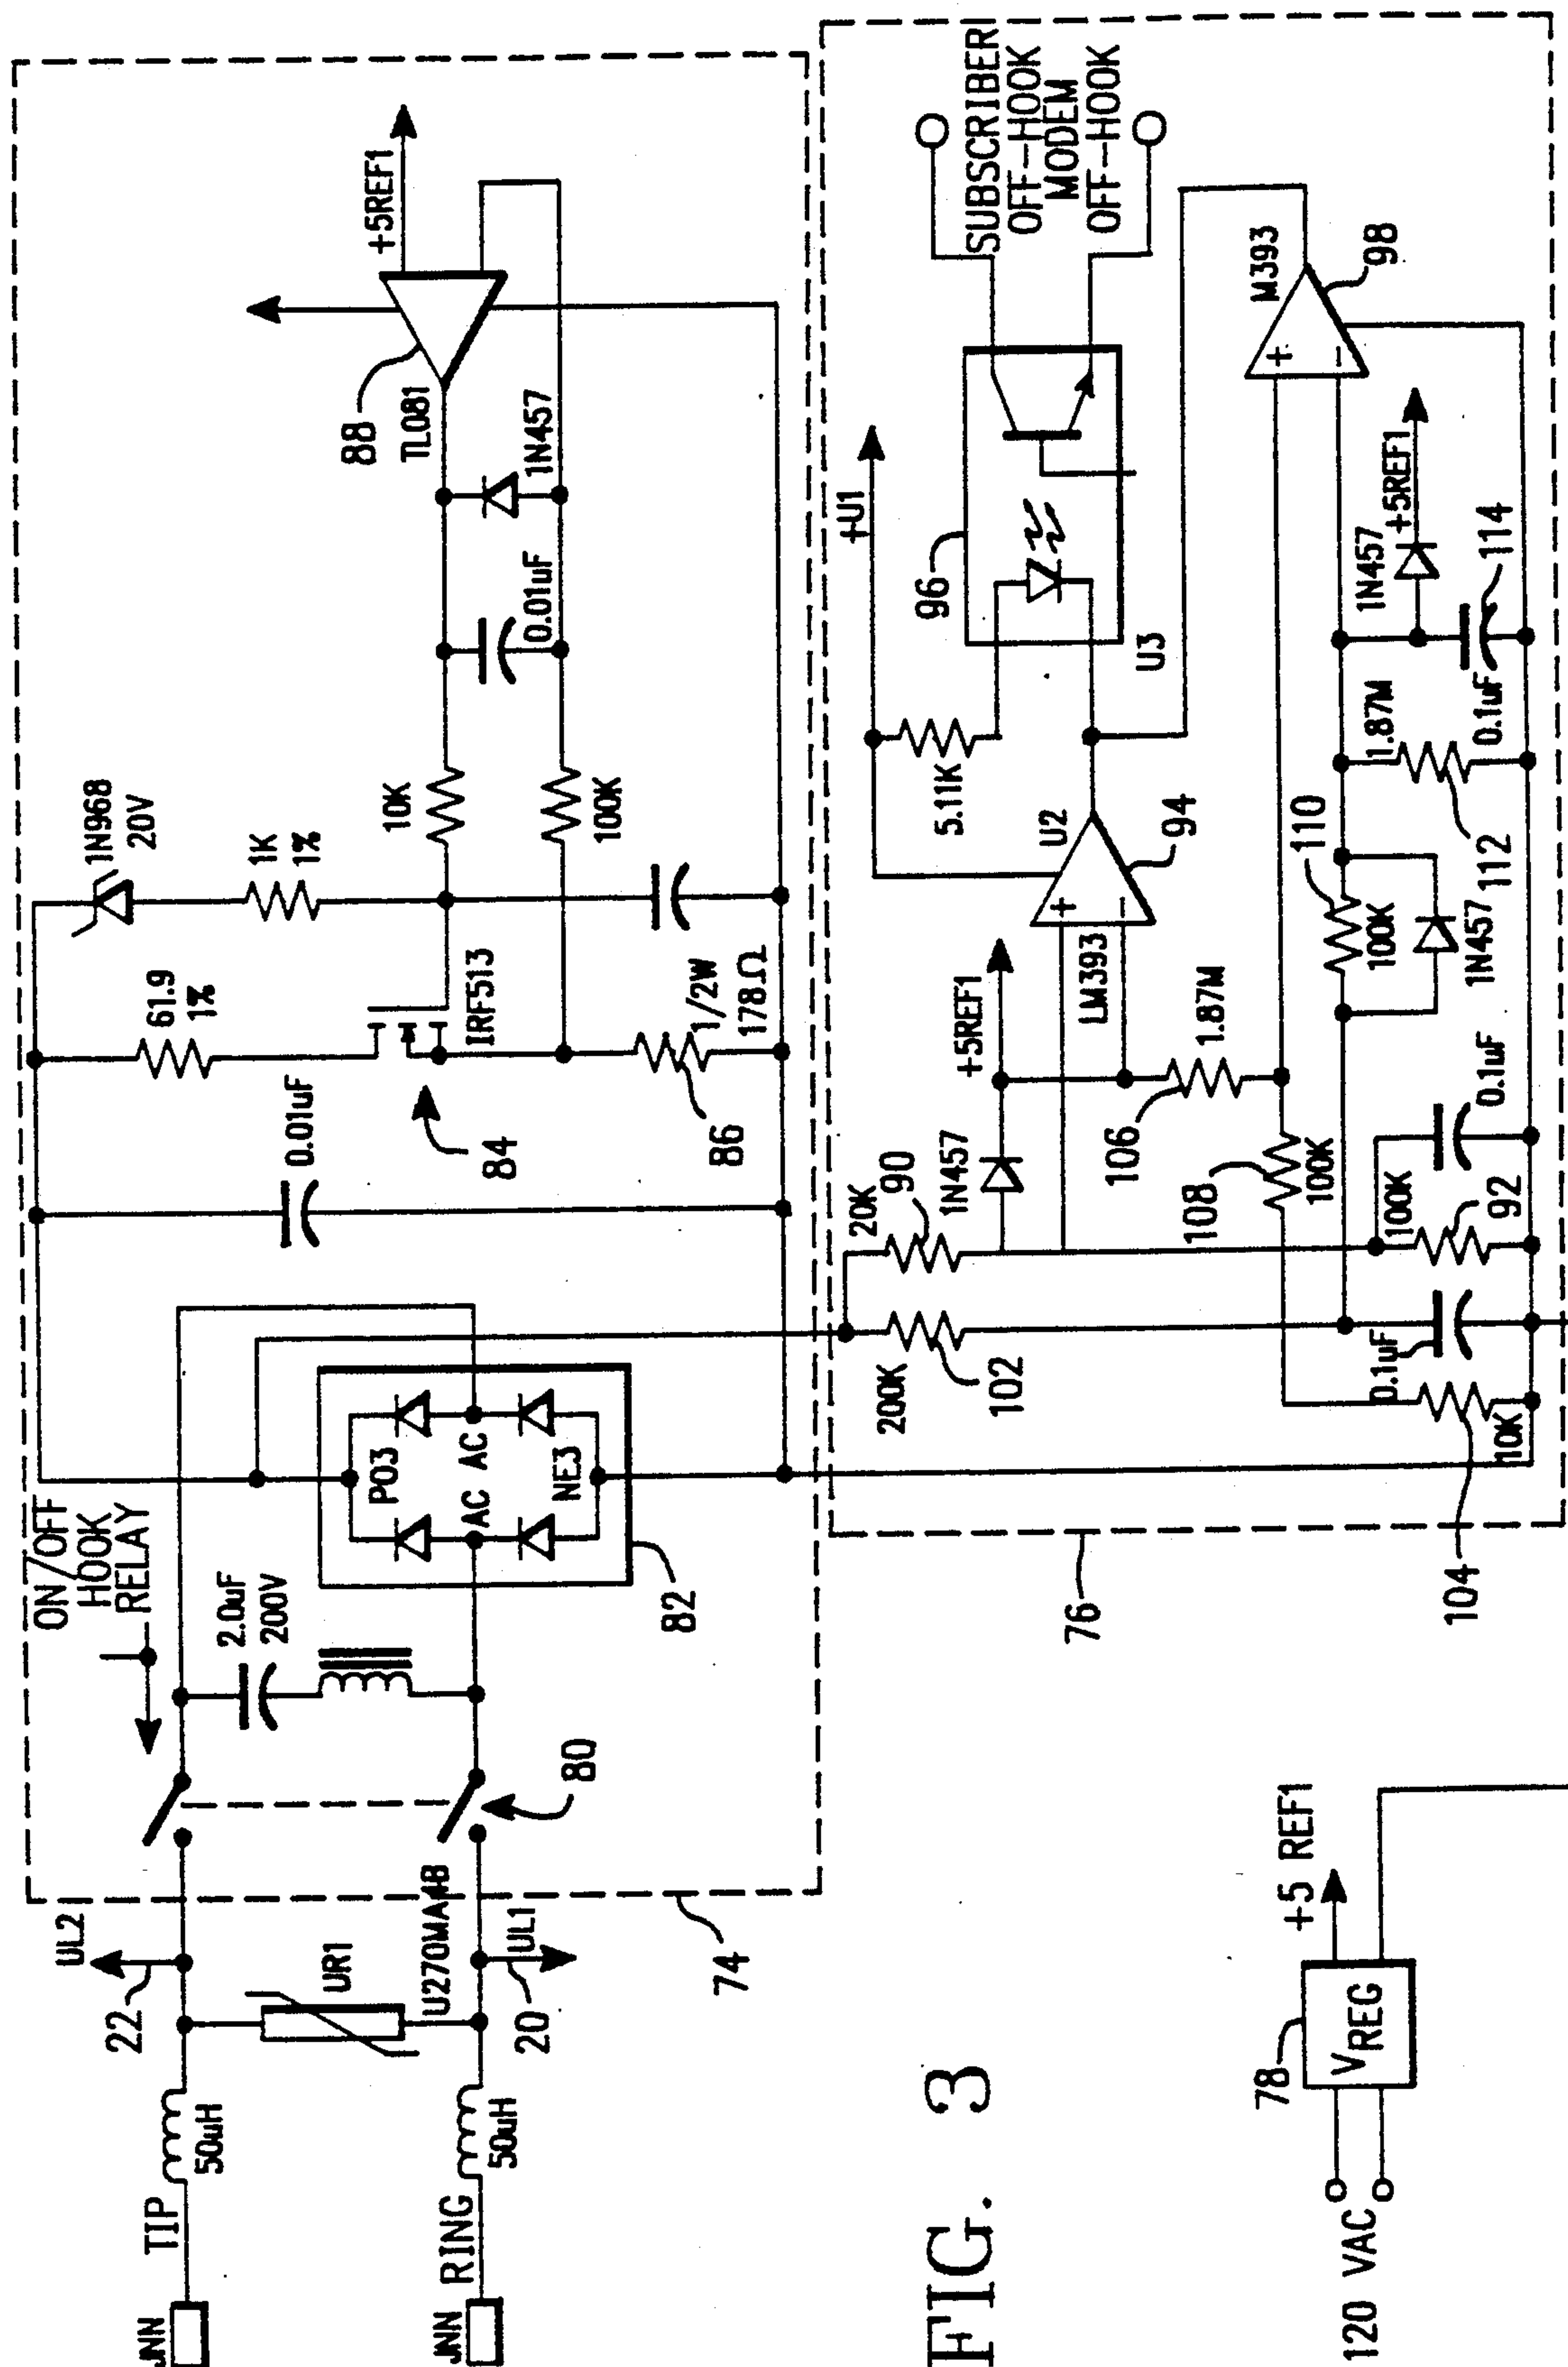 JNN
TIP
50uH
22
UL2
UR1
U270MA4B
JNN
RING
50uH
20
UL1
74
80
ON/OFF
HOOK
RELAY
2.0uF
200V
PO3
AC
AC
NE3
82
0.01uF
84
61.9
1%
IRF513
86
1/2W
178Ω
1N968
20V
1K
1%
10K
100K
0.01uF
1N457
88
TL081
+5REF1
76
200K
102
20K
90
1N457
+5REF1
LM393
U2
94
+U1
5.11K
96
U3
SUBSCRIBER
OFF-HOOK
MODEM
OFF-HOOK
106
1.87M
108
100K
104
10K
0.1uF
100K
92
0.1uF
110
100K
1N457
112
1.87M
0.1uF
114
1N457
+5REF1
M393
98
+
−
+
−
FIG. 3
120 VAC
78
VREG
+5 REF1